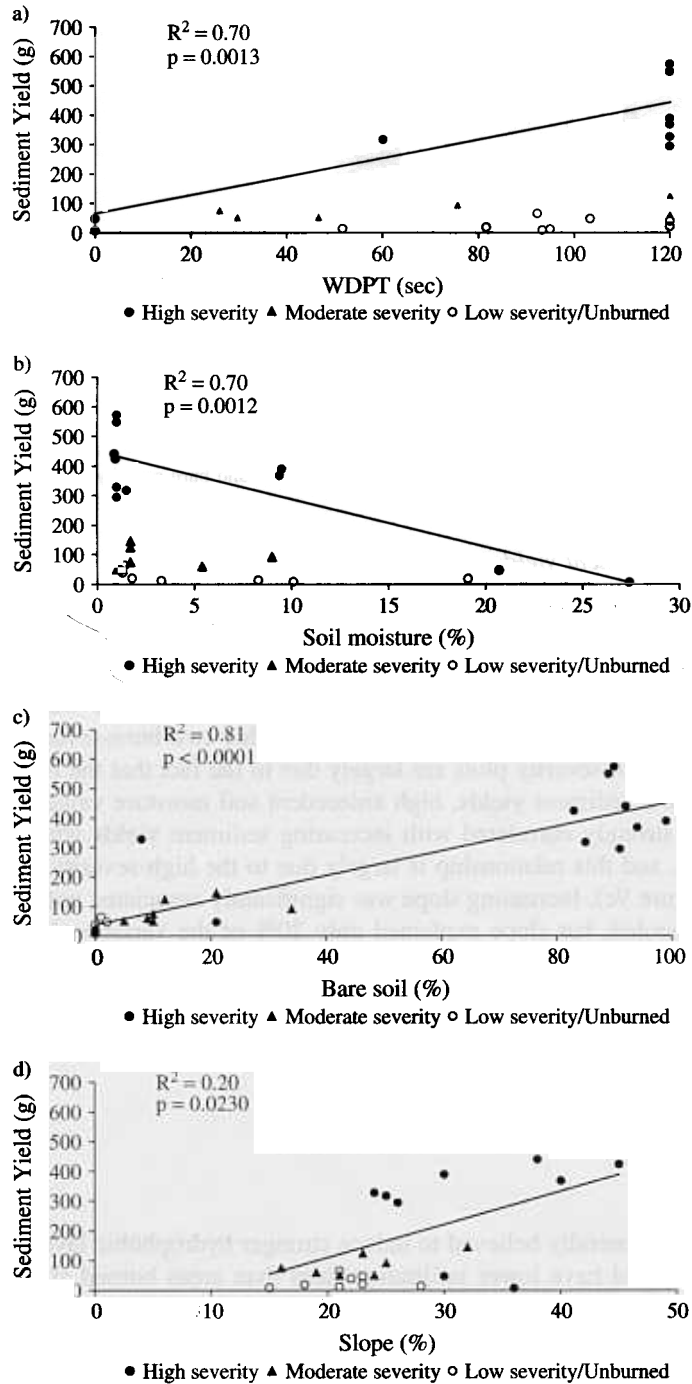 a)
R² = 0.70
p = 0.0013
Sediment Yield (g)
700
600
500
400
300
200
100
0
0 20 40 60 80 100 120
WDPT (sec)
● High severity ▲ Moderate severity ○ Low severity/Unburned
b)
R² = 0.70
p = 0.0012
Sediment Yield (g)
700
600
500
400
300
200
100
0
0 5 10 15 20 25 30
Soil moisture (%)
● High severity ▲ Moderate severity ○ Low severity/Unburned
c)
R² = 0.81
p < 0.0001
Sediment Yield (g)
700
600
500
400
300
200
100
0
0 20 40 60 80 100
Bare soil (%)
● High severity ▲ Moderate severity ○ Low severity/Unburned
d)
R² = 0.20
p = 0.0230
Sediment Yield (g)
700
600
500
400
300
200
100
0
0 10 20 30 40 50
Slope (%)
● High severity ▲ Moderate severity ○ Low severity/Unburned